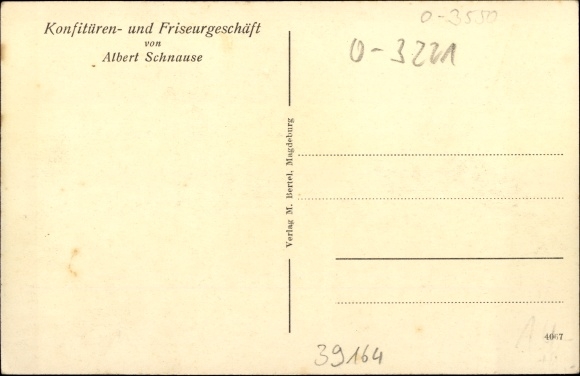 Konfitüren- und Friseurgeschäft
von
Albert Schnause
O-3550
O-3221
Verlag M. Bertel, Magdeburg
4067
39164